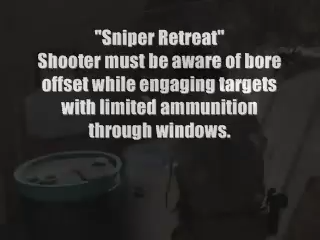 "Sniper Retreat"
Shooter must be aware of bore
offset while engaging targets
with limited ammunition
through windows.